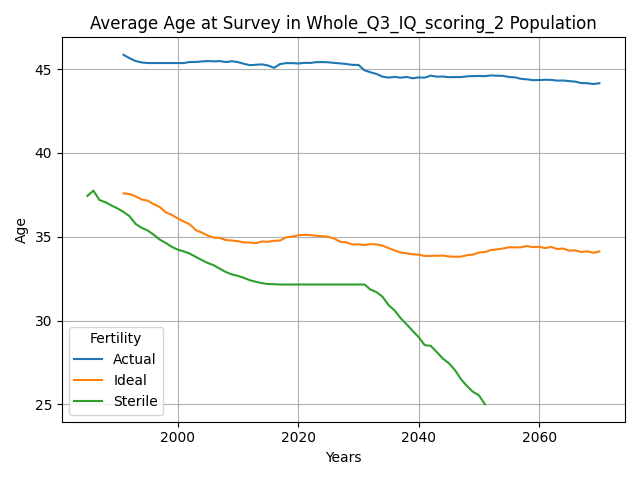 Average Age at Survey in Whole_Q3_IQ_scoring_2 Population
45
40
35
30
25
Age
Fertility
Actual
Ideal
Sterile
2000 2020 2040 2060
Years